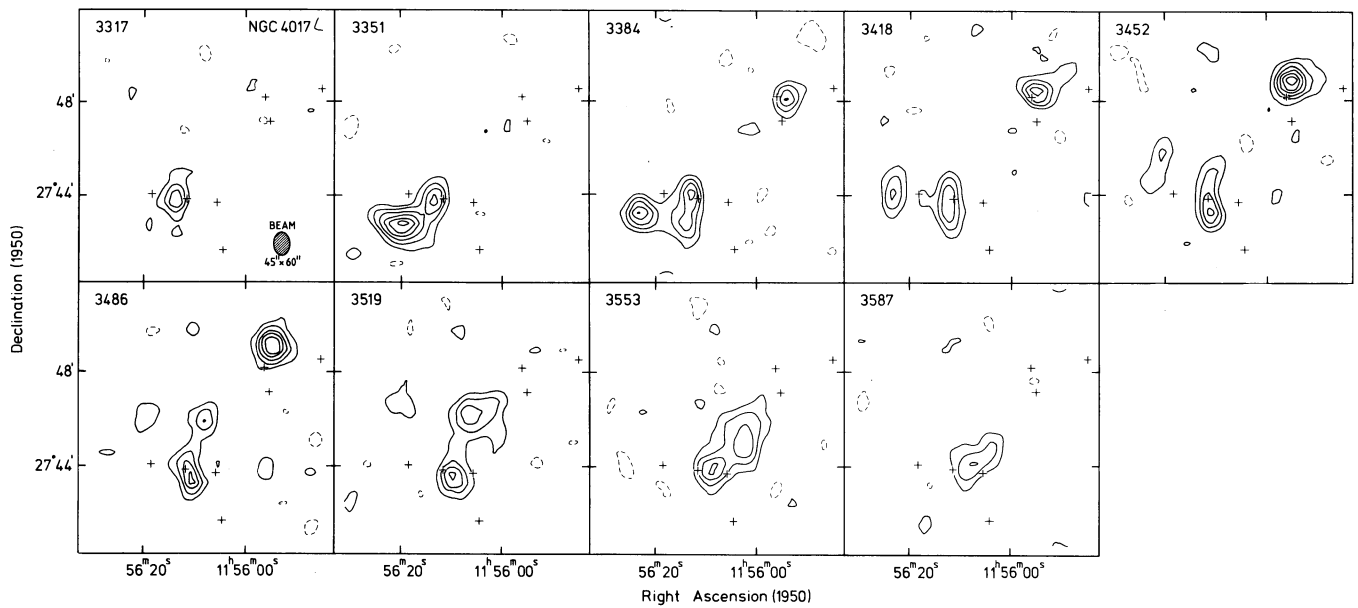 3317 NGC 4017
3351
3384
3418
3452
48'
27°44'
BEAM
45"×60"
Declination (1950)
3486
3519
3553
3587
48'
27°44'
56ᵐ20ˢ 11ʰ56ᵐ00ˢ
56ᵐ20ˢ 11ʰ56ᵐ00ˢ
56ᵐ20ˢ 11ʰ56ᵐ00ˢ
56ᵐ20ˢ 11ʰ56ᵐ00ˢ
Right Ascension (1950)